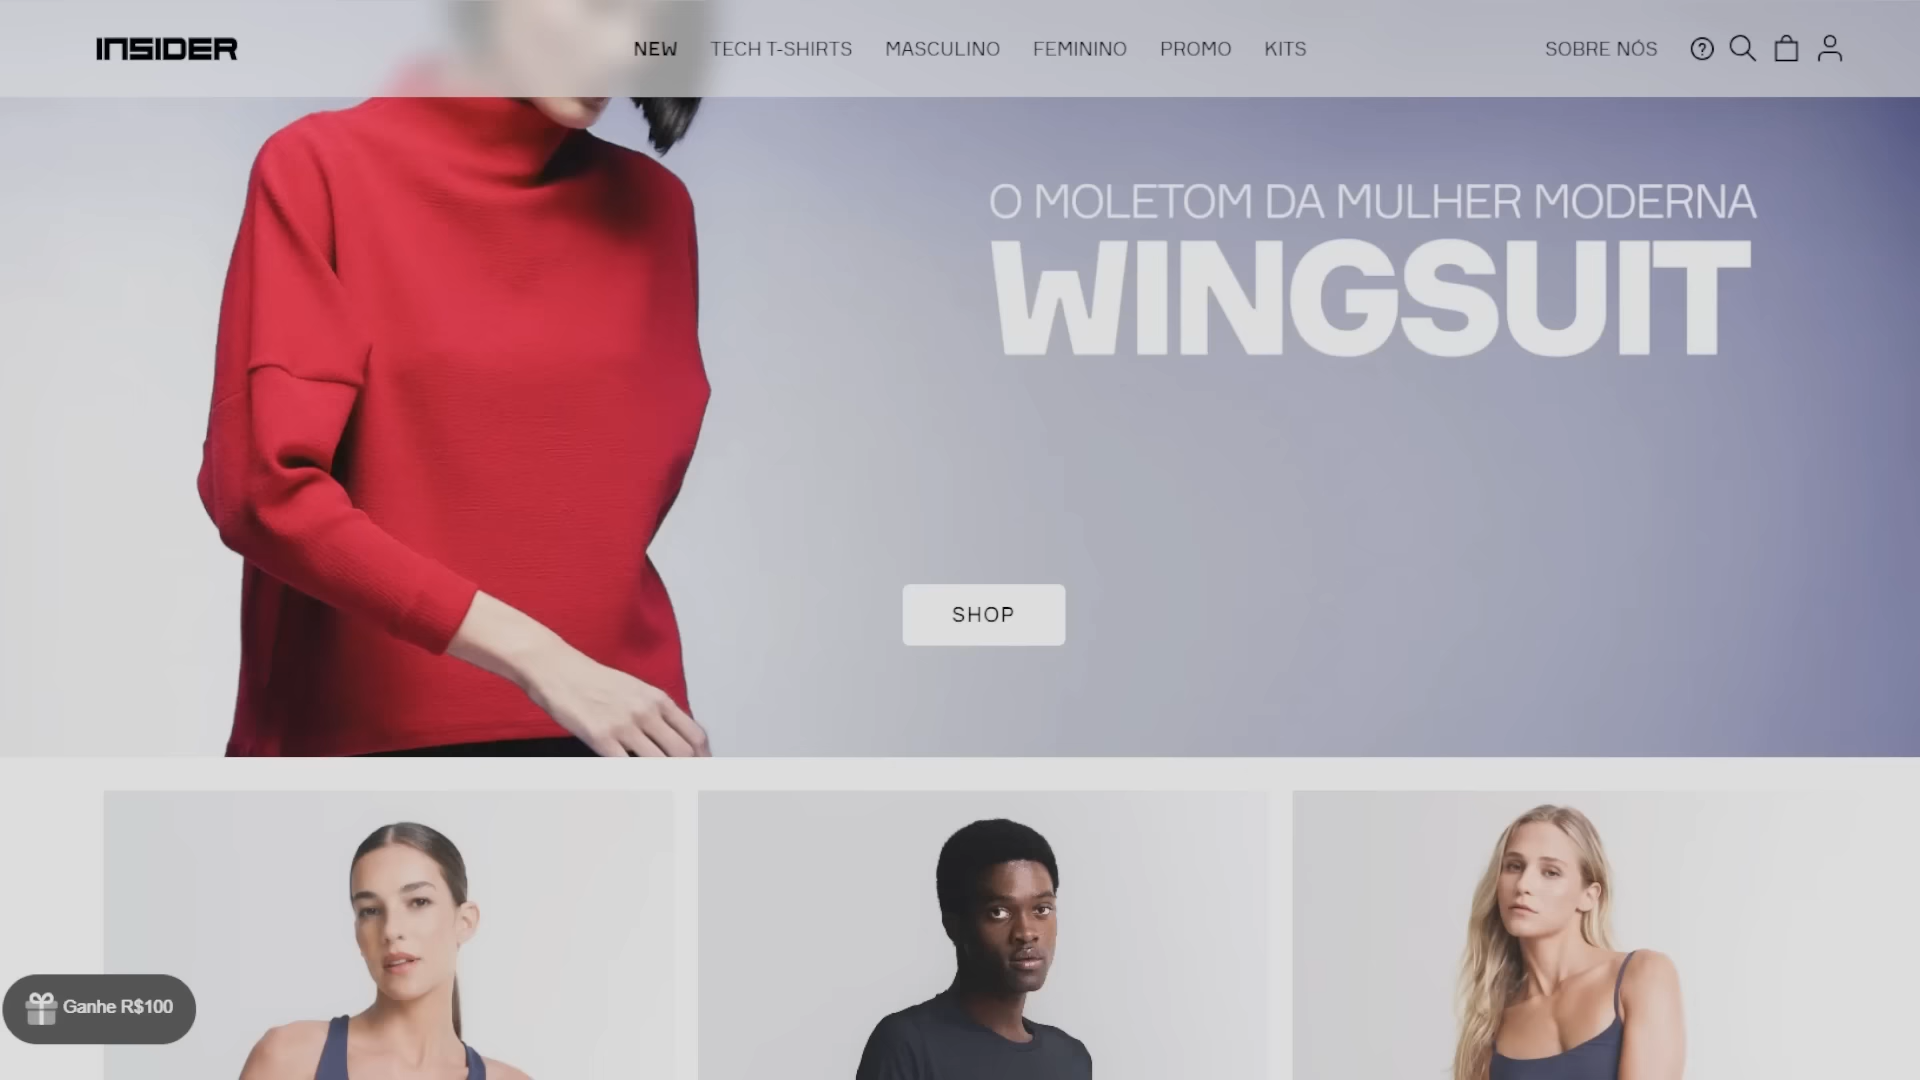 INSIDER
NEW
TECH T-SHIRTS
MASCULINO
FEMININO
PROMO
KITS
SOBRE NÓS
?
O MOLETOM DA MULHER MODERNA
WINGSUIT
SHOP
Ganhe R$100